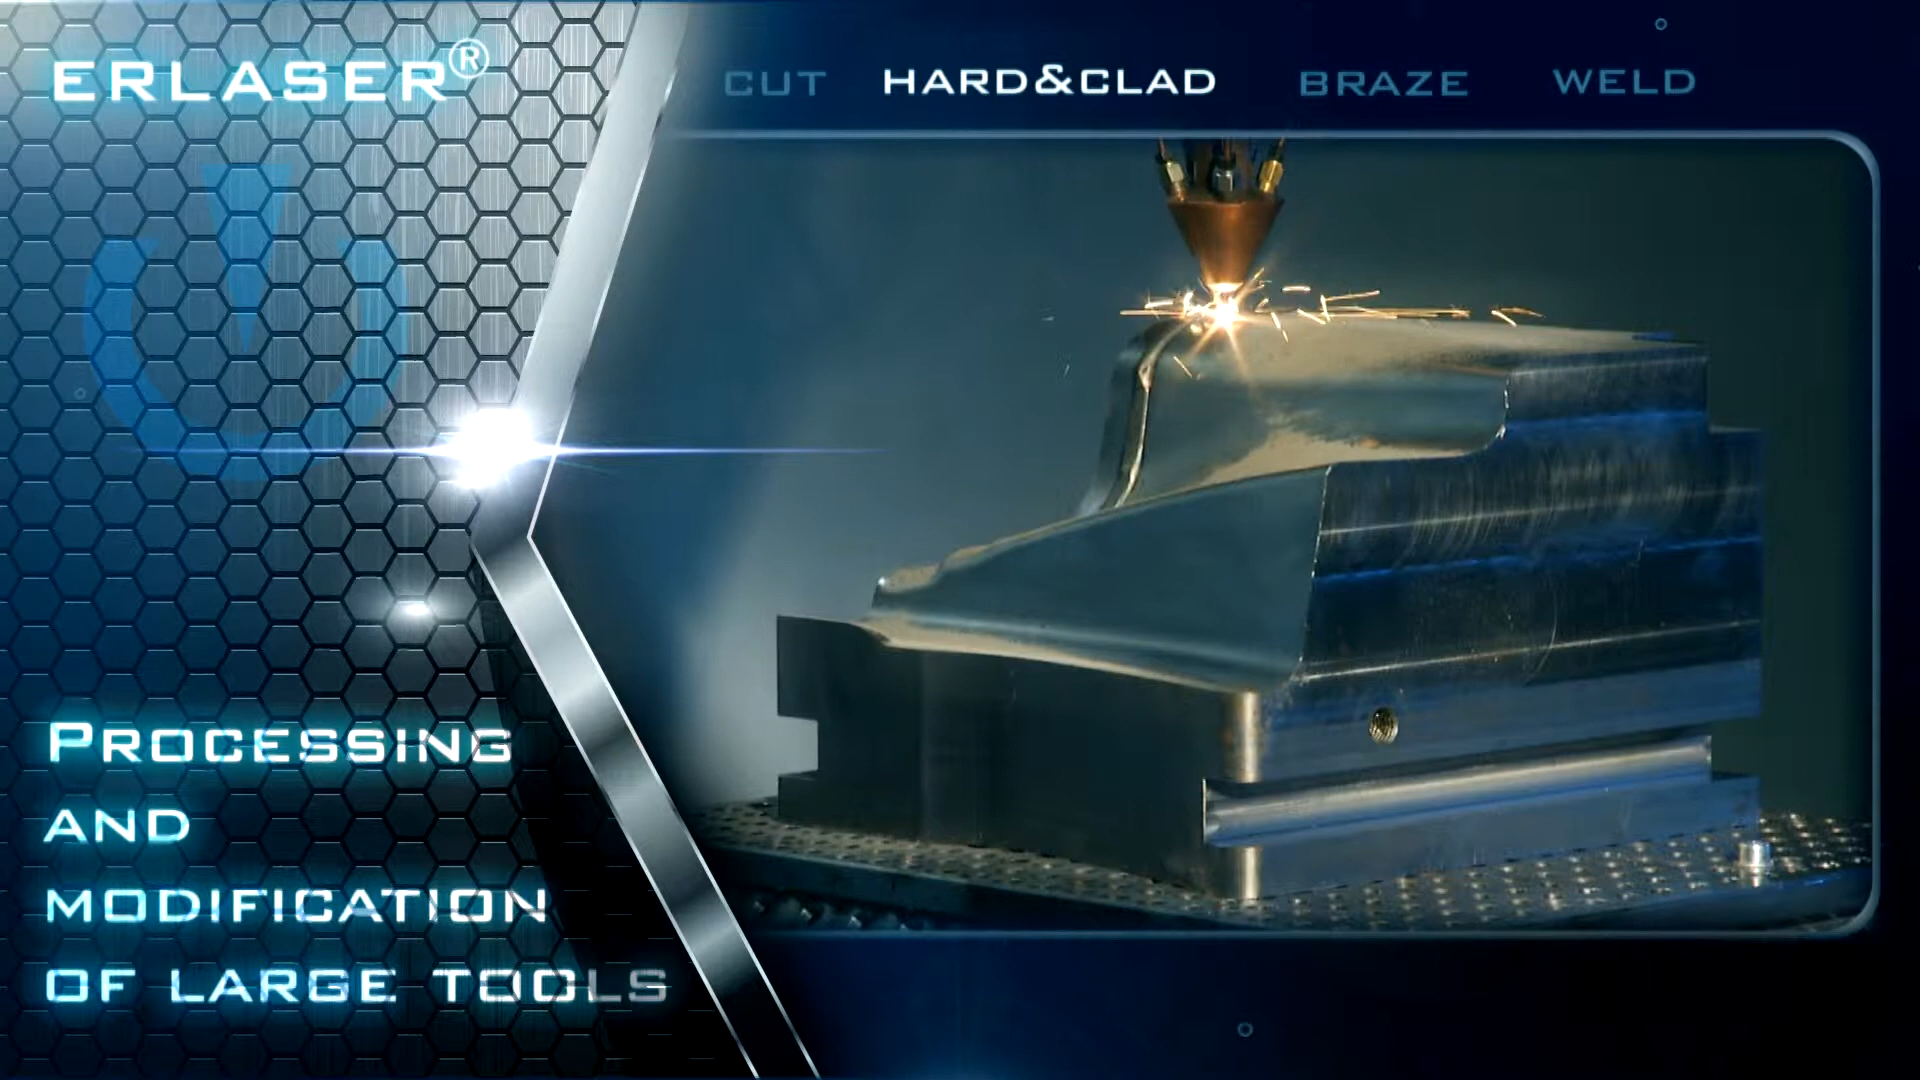 ERLASER®
CUT HARD&CLAD BRAZE WELD
PROCESSING
AND
MODIFICATION
OF LARGE TOOLS